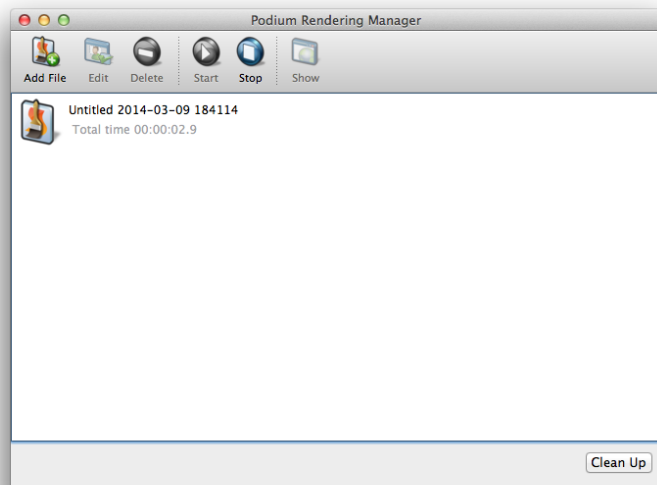 Podium Rendering Manager
Add File Edit Delete Start Stop Show
Untitled 2014-03-09 184114
Total time 00:00:02.9
Clean Up